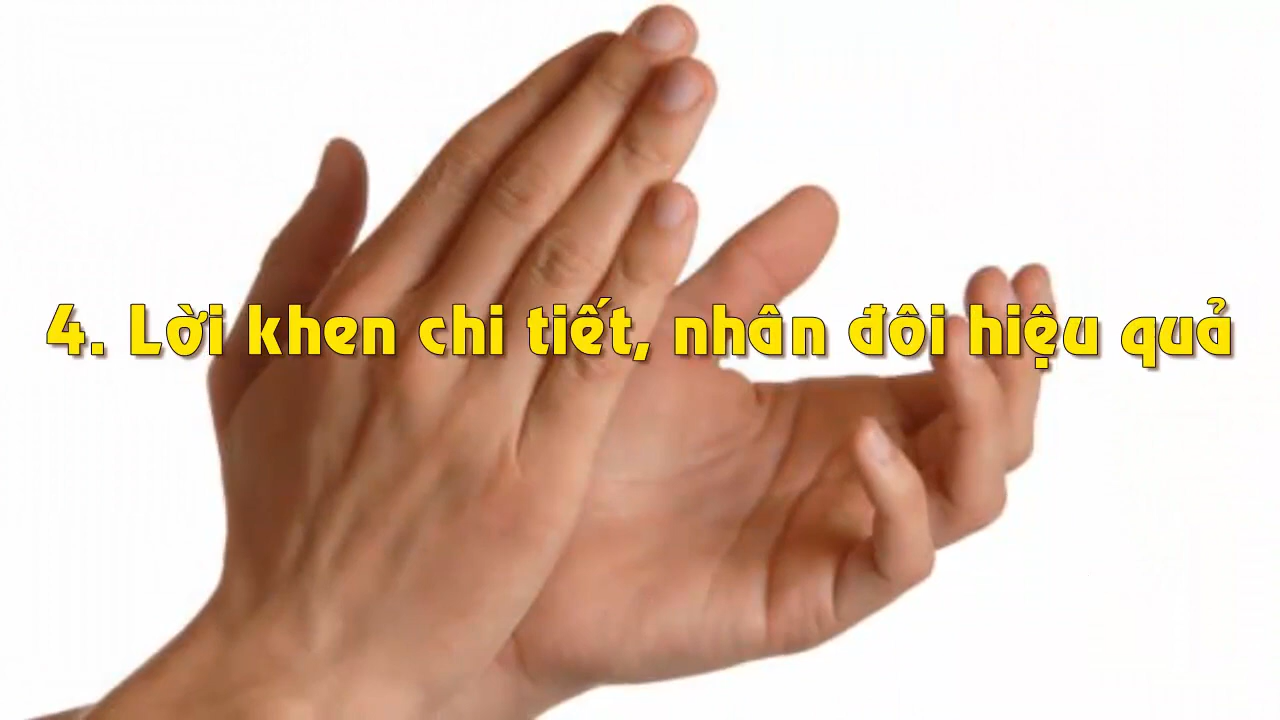 4. Lời khen chi tiết, nhân đôi hiệu quả